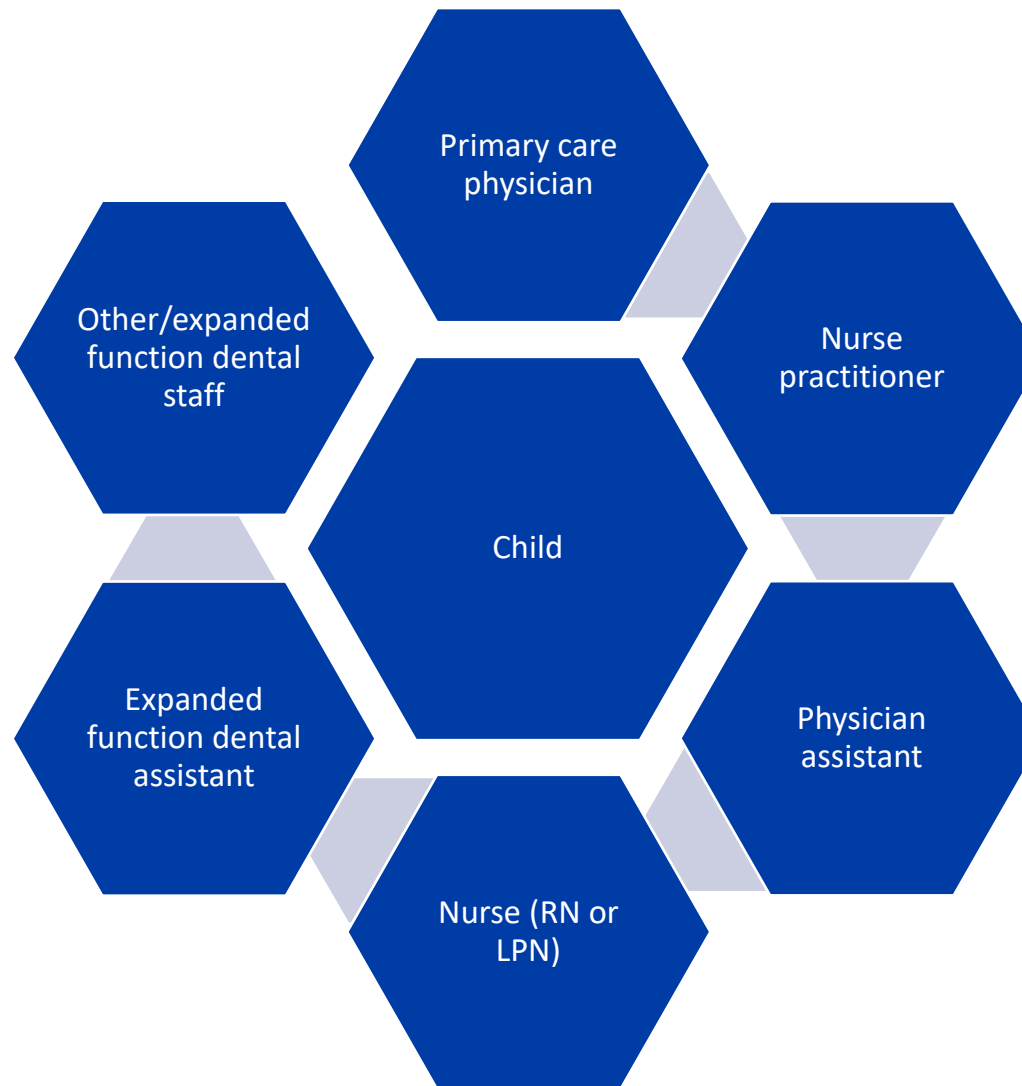 Primary care
physician
Nurse
practitioner
Physician
assistant
Nurse (RN or
LPN)
Expanded
function dental
assistant
Other/expanded
function dental
staff
Child